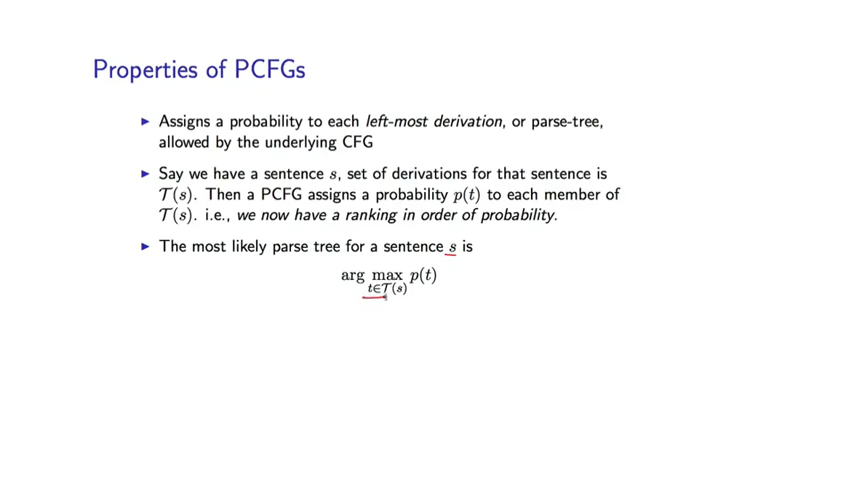 Properties of PCFGs
▶ Assigns a probability to each left-most derivation, or parse-tree,
allowed by the underlying CFG
▶ Say we have a sentence s, set of derivations for that sentence is
𝒯(s). Then a PCFG assigns a probability p(t) to each member of
𝒯(s). i.e., we now have a ranking in order of probability.
▶ The most likely parse tree for a sentence s is
arg max p(t)
t∈𝒯(s)